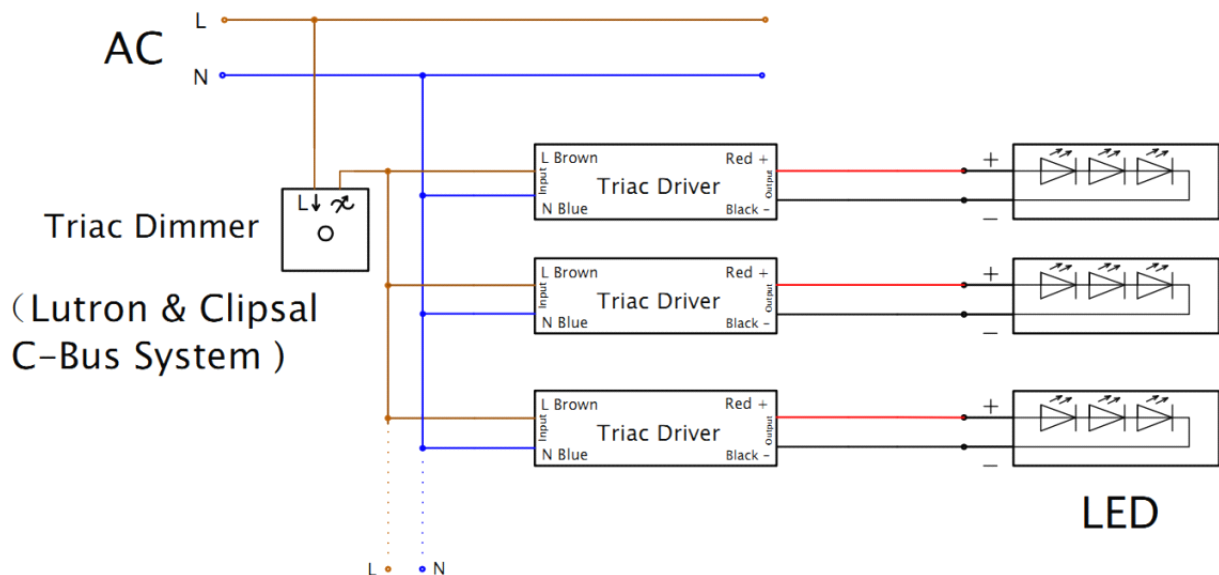 L
AC
N
L Brown
Red +
Input
Triac Driver
Output
N Blue
Black -
+
−
L
Triac Dimmer
(Lutron & Clipsal
C-Bus System )
L Brown
Red +
Input
Triac Driver
Output
N Blue
Black -
+
−
L Brown
Red +
Input
Triac Driver
Output
N Blue
Black -
+
−
LED
L
N